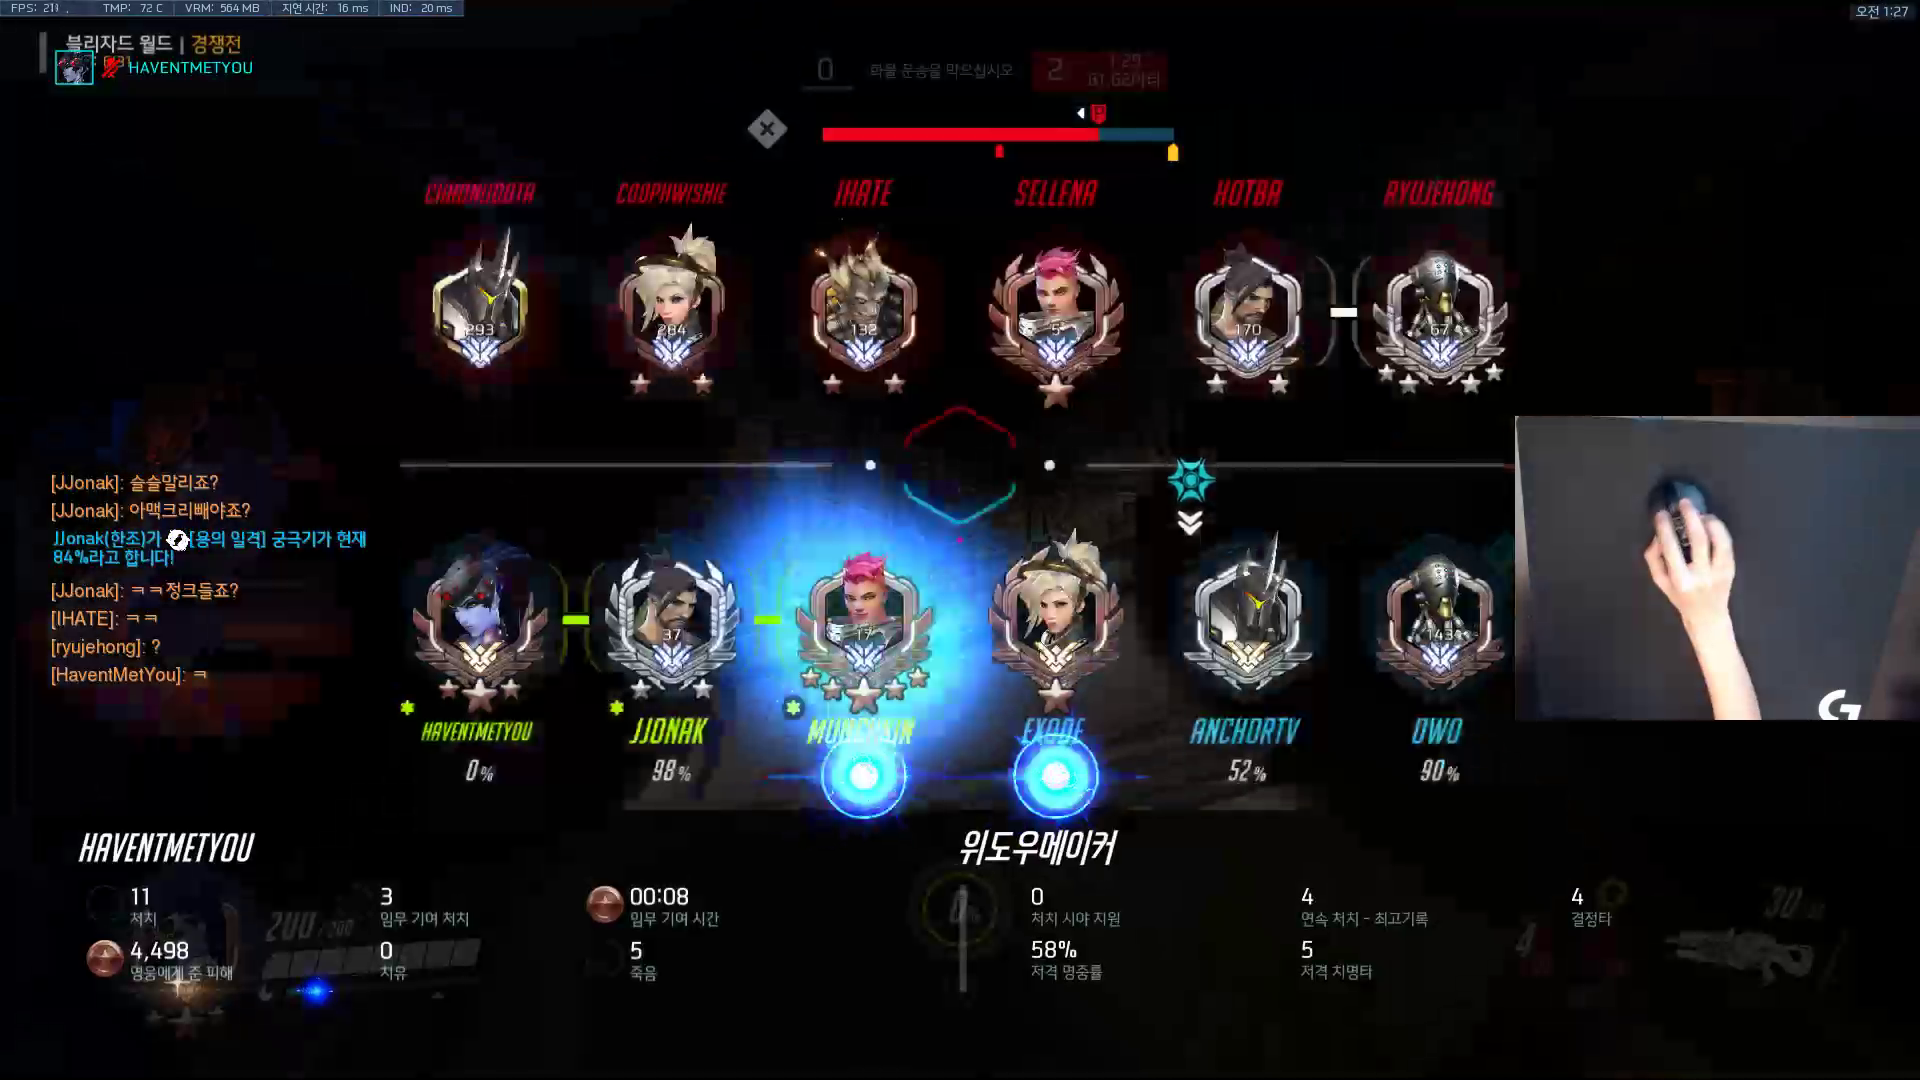 FPS: 21 TMP: 72 C VRM: 564 MB 지연 시간: 16 ms IND: 20 ms
오전 1:27
블리자드 월드 | 경쟁전
HAVENTMETYOU
0 화물 운송을 막으십시오 2
IHATE SELLENA HOTBA RYUJEHONG
293 284 132 5 170 67
[JJonak]: 슬슬말리죠?
[JJonak]: 아맥크리빼야죠?
JJonak(한조)가 [용의 일격] 궁극기가 현재
84%라고 합니다!
[JJonak]: ㅋㅋ정크들죠?
[IHATE]: ㅋㅋ
[ryujehong]: ?
[HaventMetYou]: ㅋ
37 17 1434
HAVENTMETYOU JJONAK EXODE ANCHORTV OWO
0% 98% 52% 90%
HAVENTMETYOU 위도우메이커
11 3 00:08 0 4 4
처치 임무 기여 처치 임무 기여 시간 처치 시야 지원 연속 처치 - 최고기록 결정타
4,498 0 5 58% 5
영웅에게 준 피해 치유 죽음 저격 명중률 저격 치명타
200
30
G